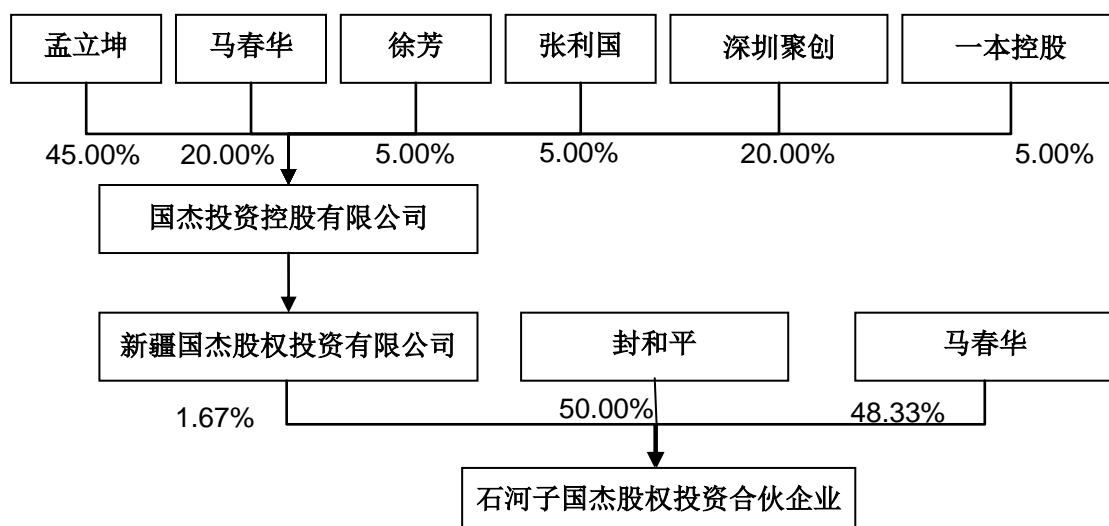 孟立坤
马春华
徐芳
张利国
深圳聚创
一本控股
45.00%
20.00%
5.00%
5.00%
20.00%
5.00%
国杰投资控股有限公司
新疆国杰股权投资有限公司
封和平
马春华
1.67%
50.00%
48.33%
石河子国杰股权投资合伙企业